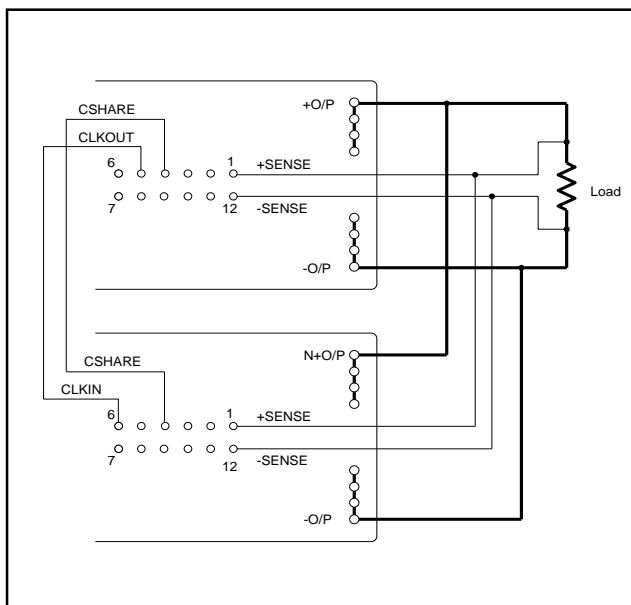 CSHARE
+O/P
CLKOUT
6
1
+SENSE
7
12
-SENSE
Load
-O/P
N+O/P
CSHARE
CLKIN
6
1
+SENSE
7
12
-SENSE
-O/P